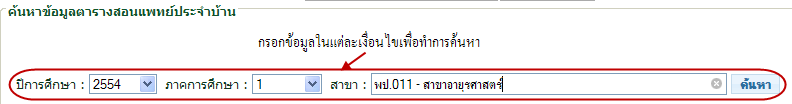 ค้นหาข้อมูลตารางสอนแพทย์ประจำบ้าน
กรอกข้อมูลในแต่ละเงื่อนไขเพื่อทำการค้นหา
ปีการศึกษา : 2554 ภาคการศึกษา : 1 สาขา : พป.011 - สาขาอายุรศาสตร์ ค้นหา